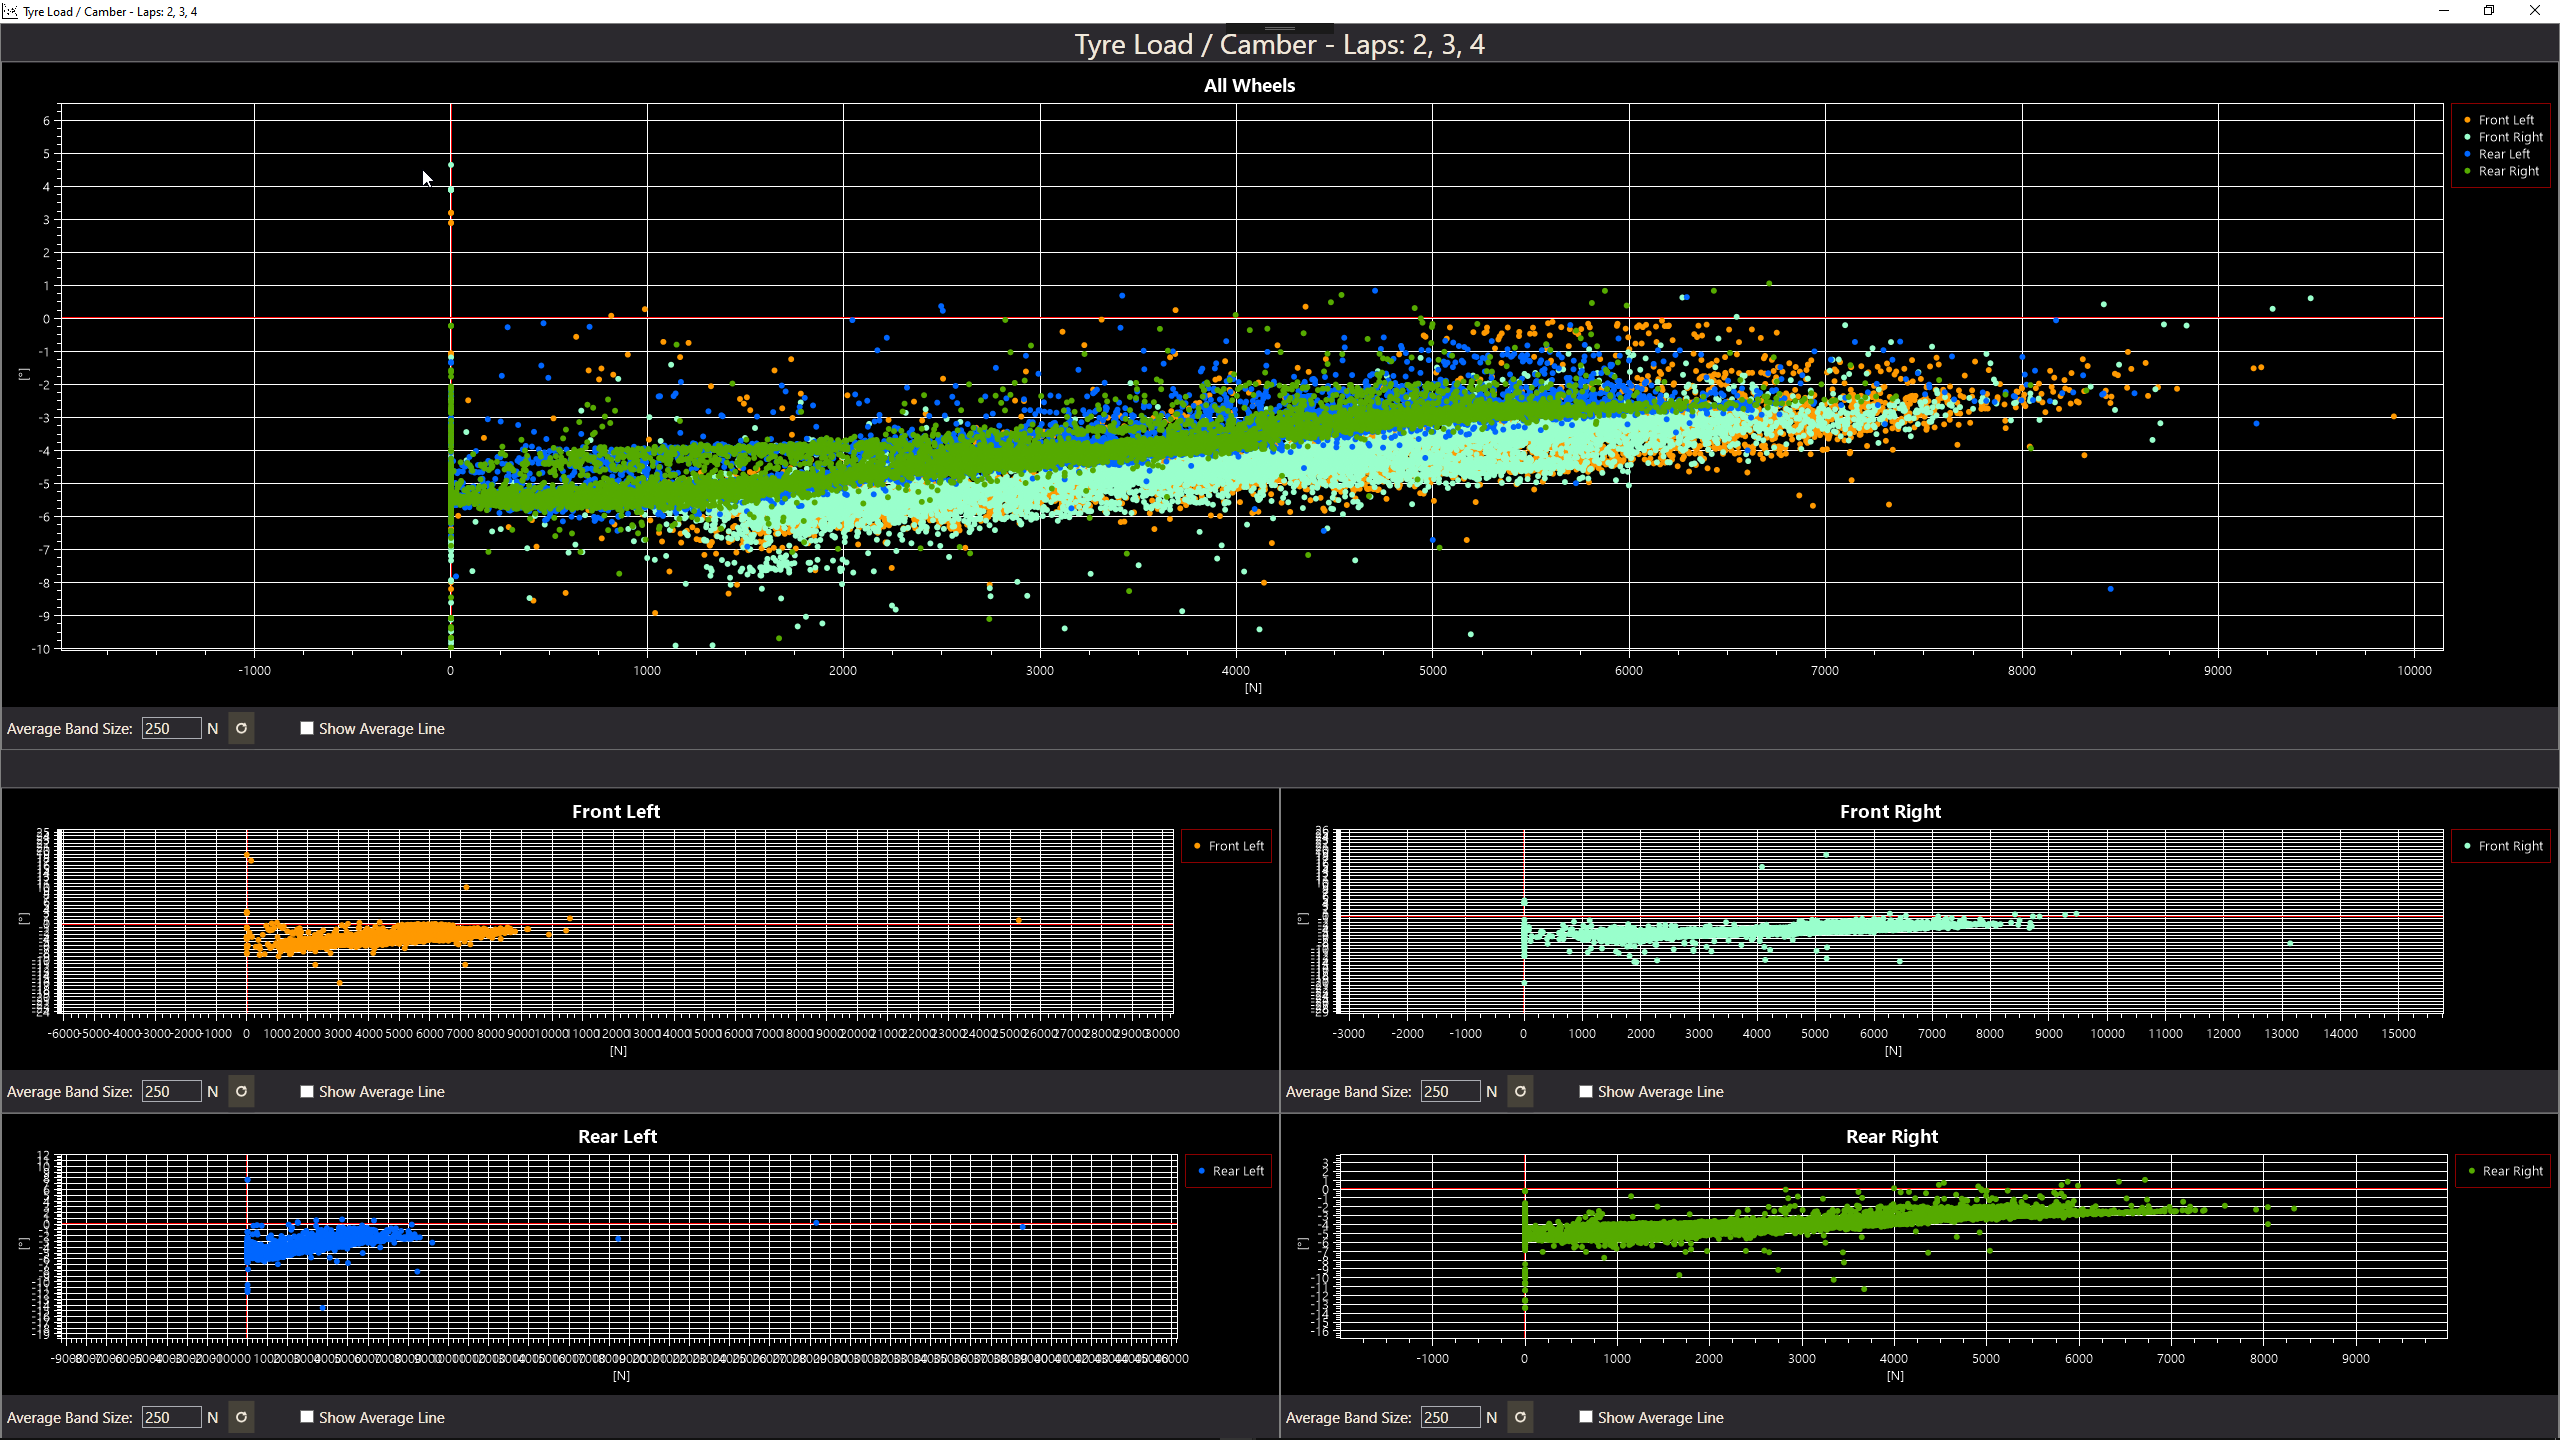 Tyre Load / Camber - Laps: 2, 3, 4
Tyre Load / Camber - Laps: 2, 3, 4
All Wheels
6
5
4
3
2
1
0
-1
-2
-3
-4
-5
-6
-7
-8
-9
-10
[°]
-1000 0 1000 2000 3000 4000 5000 6000 7000 8000 9000 10000
[N]
Front Left
Front Right
Rear Left
Rear Right
Average Band Size: 250 N Show Average Line
Front Left
[°]
-6000 -5000 -4000 -3000 -2000 -1000 0 1000 2000 3000 4000 5000 6000 7000 8000 9000 10000 11000 12000 13000 14000 15000 16000 17000 18000 19000 20000 21000 22000 23000 24000 25000 26000 27000 28000 29000 30000
[N]
Front Left
Average Band Size: 250 N Show Average Line
Front Right
[°]
-3000 -2000 -1000 0 1000 2000 3000 4000 5000 6000 7000 8000 9000 10000 11000 12000 13000 14000 15000
[N]
Front Right
Average Band Size: 250 N Show Average Line
Rear Left
[°]
[N]
Rear Left
Average Band Size: 250 N Show Average Line
Rear Right
[°]
-1000 0 1000 2000 3000 4000 5000 6000 7000 8000 9000
[N]
Rear Right
Average Band Size: 250 N Show Average Line